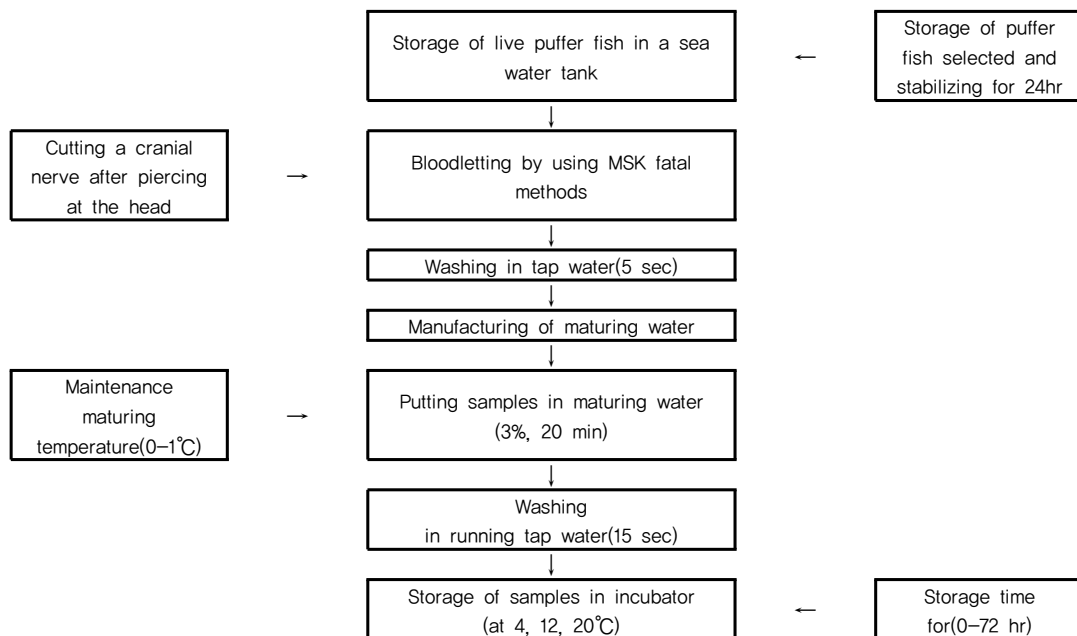 Storage of live puffer fish in a sea
water tank
←
Storage of puffer
fish selected and
stabilizing for 24hr
↓
Cutting a cranial
nerve after piercing
at the head
→
Bloodletting by using MSK fatal
methods
↓
Washing in tap water(5 sec)
↓
Manufacturing of maturing water
↓
Maintenance
maturing
temperature(0-1℃)
→
Putting samples in maturing water
(3%, 20 min)
↓
Washing
in running tap water(15 sec)
↓
Storage of samples in incubator
(at 4, 12, 20℃)
←
Storage time
for(0-72 hr)